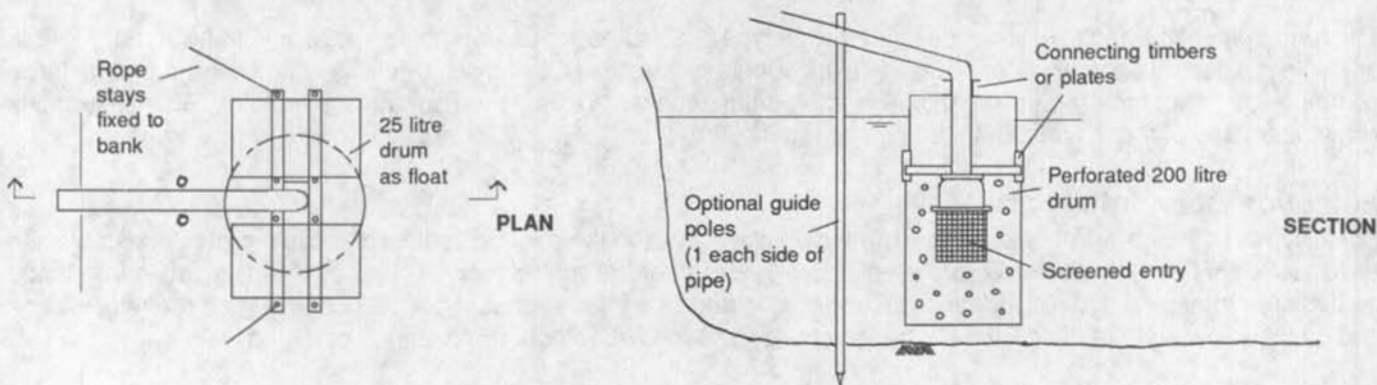 Rope
stays
fixed to
bank
25 litre
drum
as float
PLAN
Optional guide
poles
(1 each side of
pipe)
Connecting timbers
or plates
Perforated 200 litre
drum
Screened entry
SECTION